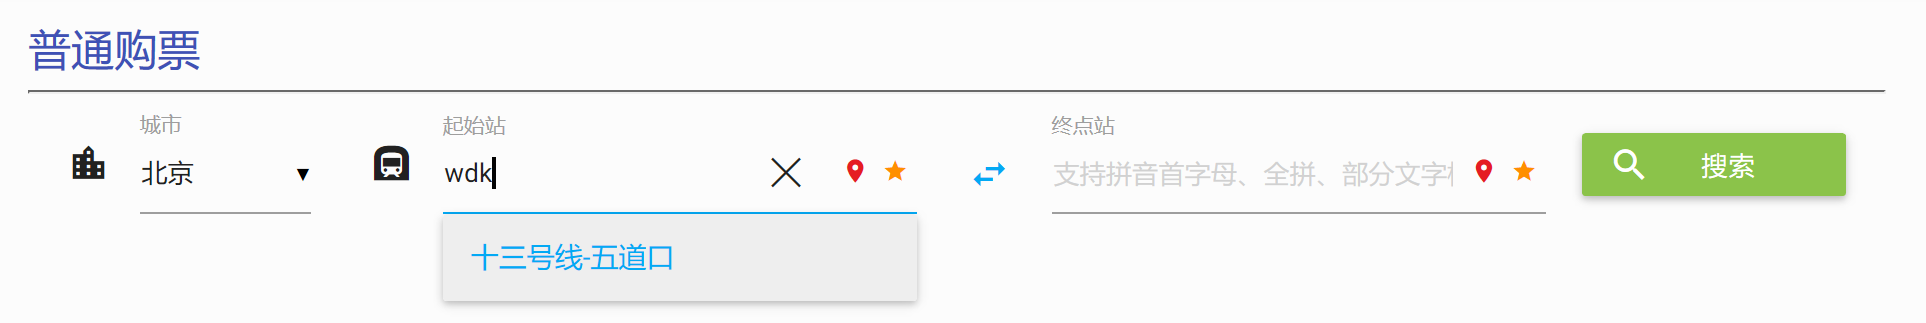 普通购票
城市
起始站
终点站
北京
wdk
支持拼音首字母、全拼、部分文字
搜索
十三号线-五道口